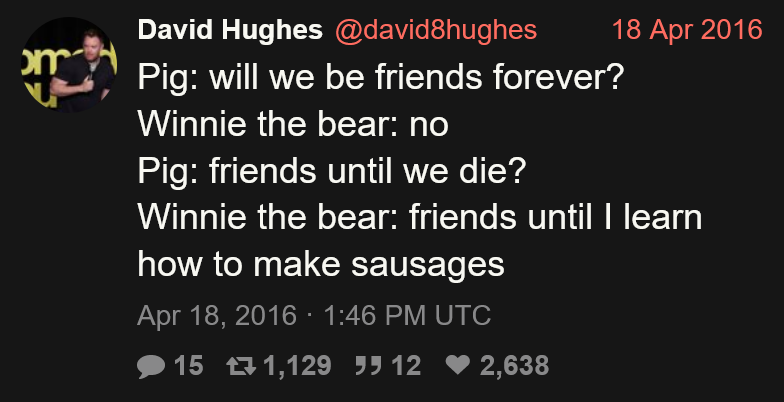 David Hughes @david8hughes 18 Apr 2016
Pig: will we be friends forever?
Winnie the bear: no
Pig: friends until we die?
Winnie the bear: friends until I learn
how to make sausages
Apr 18, 2016 · 1:46 PM UTC
15 1,129 12 2,638